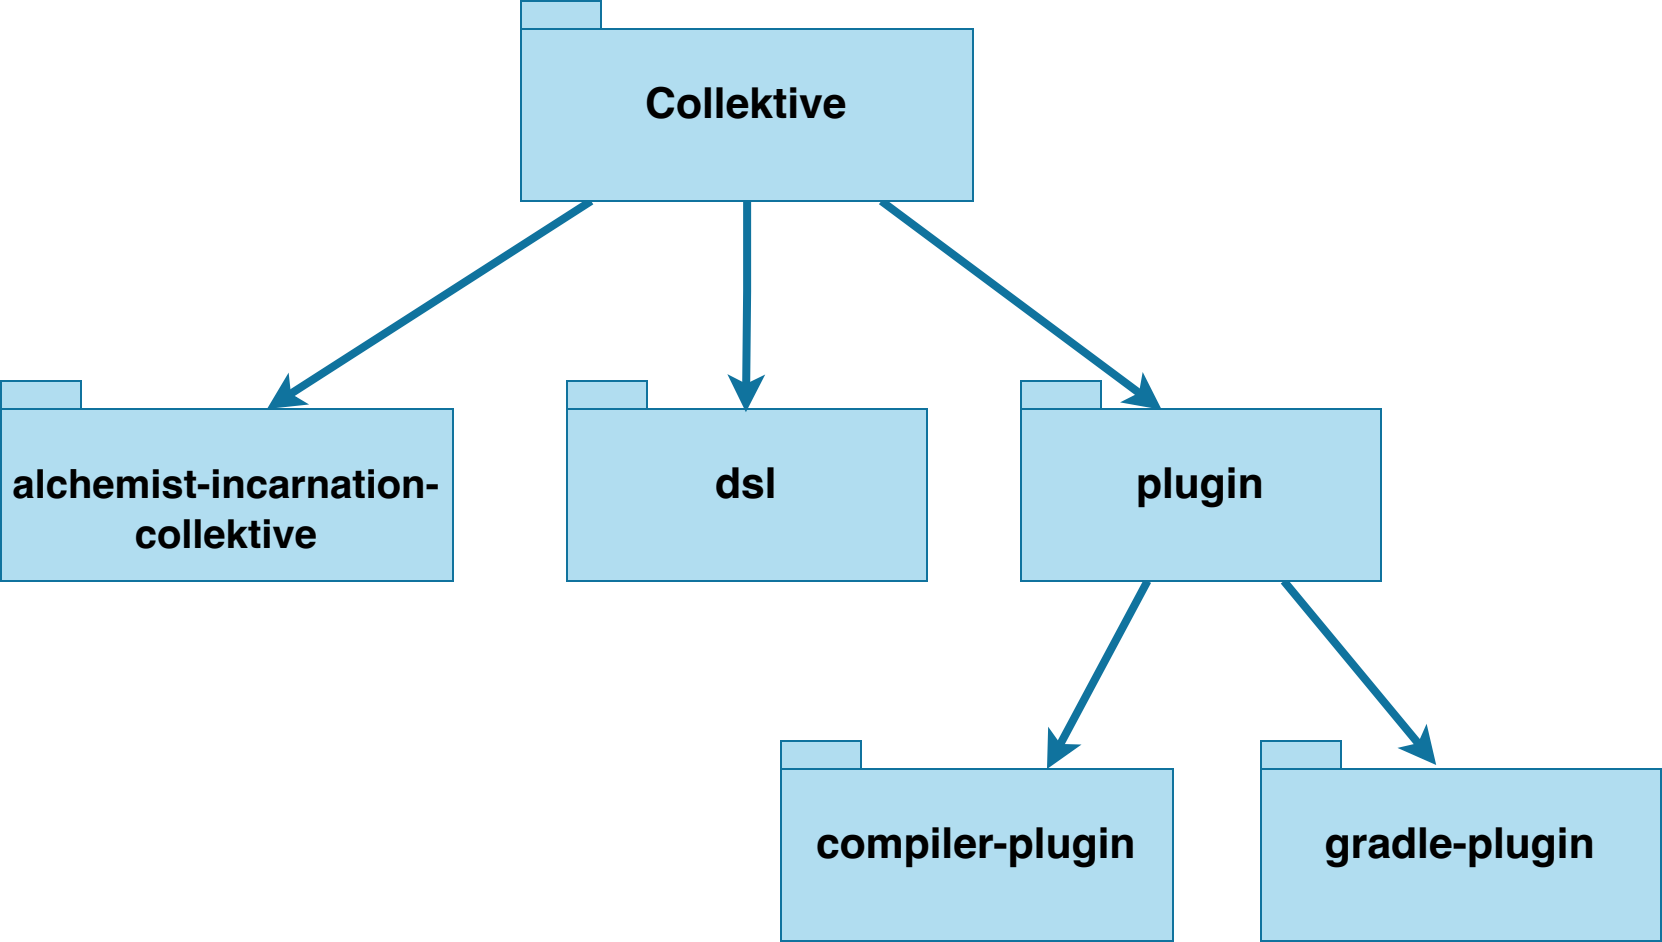 Collektive
alchemist-incarnation-
collektive
dsl
plugin
compiler-plugin
gradle-plugin